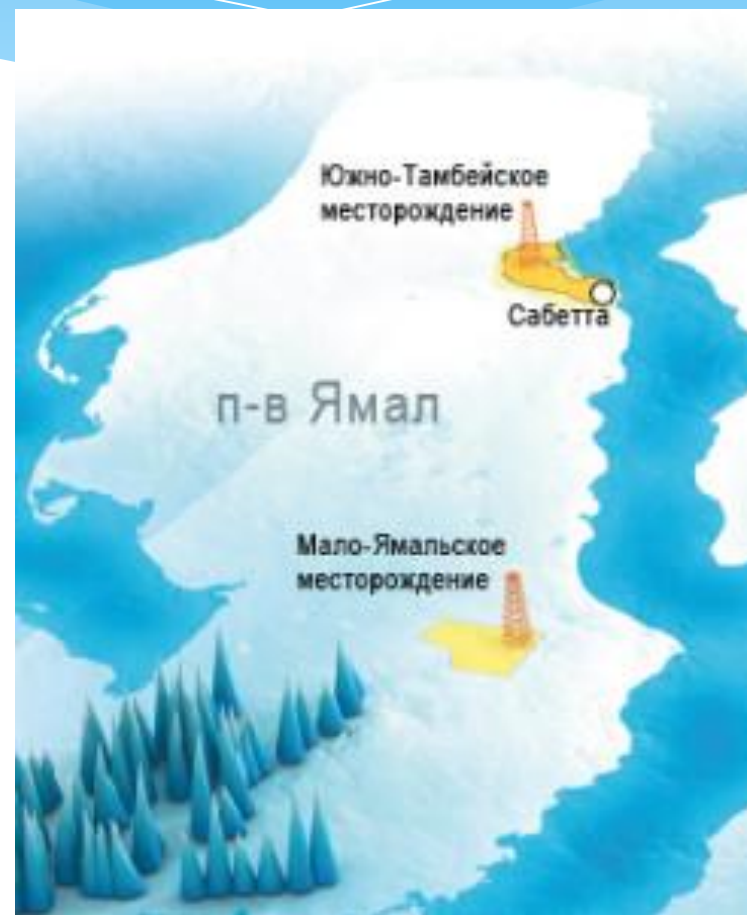 Южно-Тамбейское
месторождение
Сабетта
п-в Ямал
Мало-Ямальское
месторождение